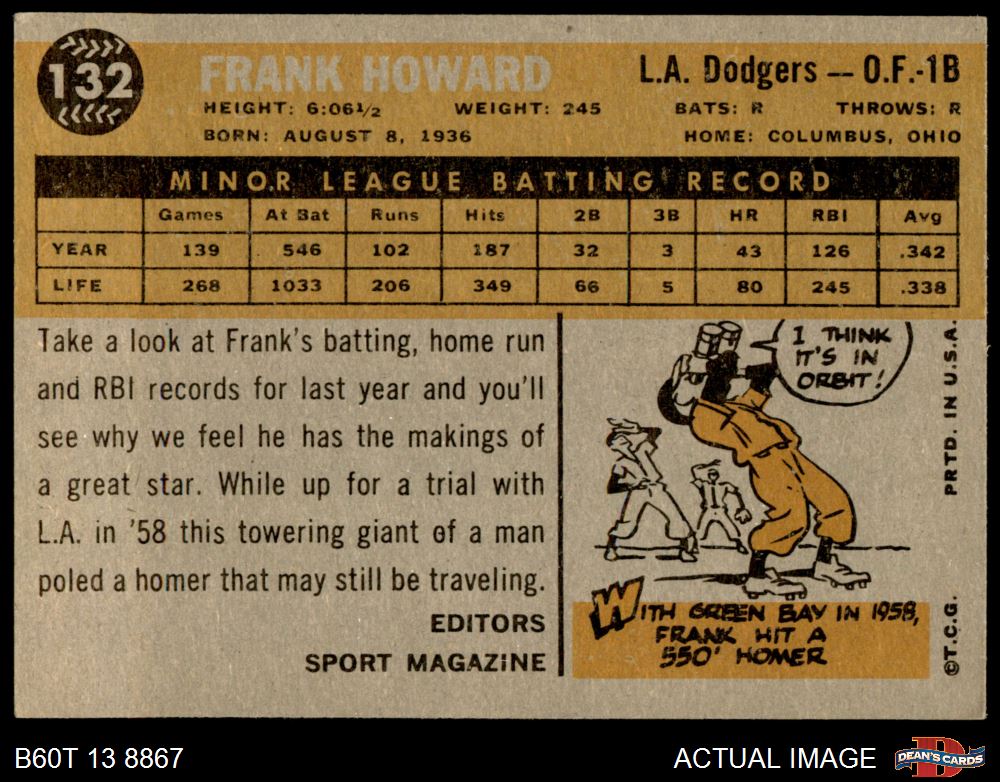 132
FRANK HOWARD
L.A. Dodgers -- O.F.-1B
HEIGHT: 6:06½ WEIGHT: 245 BATS: R THROWS: R
BORN: AUGUST 8, 1936 HOME: COLUMBUS, OHIO
MINOR LEAGUE BATTING RECORD
Games At Bat Runs Hits 2B 3B HR RBI Avg
YEAR 139 546 102 187 32 3 43 126 .342
LIFE 268 1033 206 349 66 5 80 245 .338
Take a look at Frank's batting, home run
and RBI records for last year and you'll
see why we feel he has the makings of
a great star. While up for a trial with
L.A. in '58 this towering giant of a man
poled a homer that may still be traveling.
EDITORS
SPORT MAGAZINE
I THINK
IT'S IN
ORBIT!
WITH GREEN BAY IN 1958,
FRANK HIT A
550' HOMER
PRTD. IN U.S.A.
©T.C.G.
B60T 13 8867
ACTUAL IMAGE
D
DEAN'S CARDS